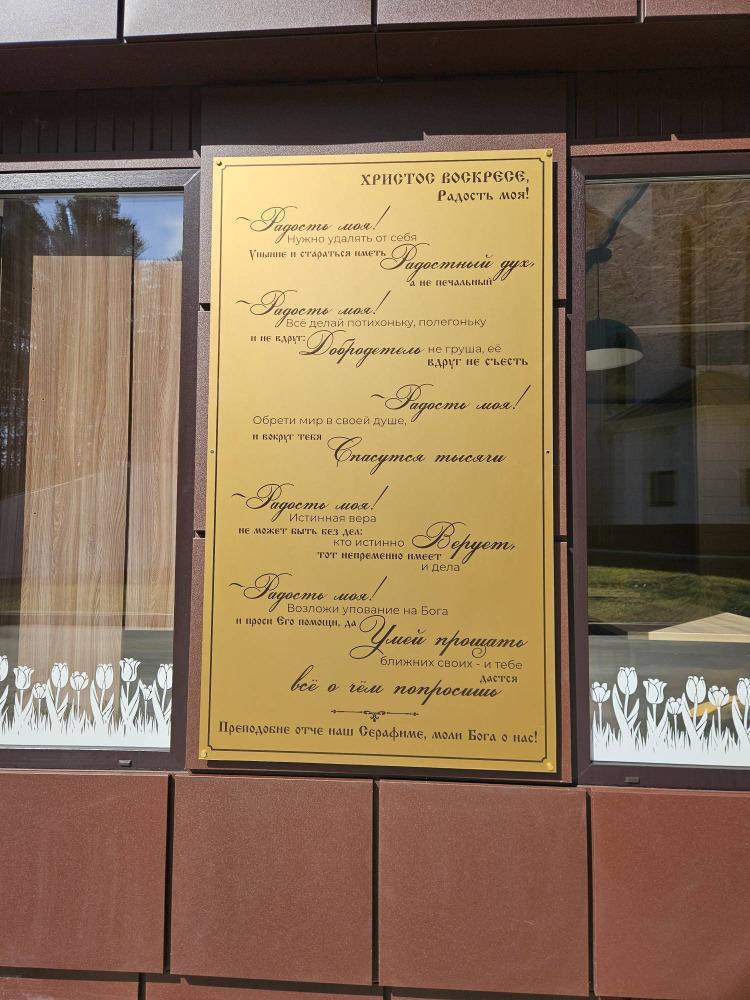 ХРИСТОС ВОСКРЕСЕ,
Радость моя!
~Радость моя!
Нужно удалять от себя
Уныние и стараться иметь Радостный дух,
а не печальный
~Радость моя!
Всё делай потихоньку, полегоньку
и не вдруг: Добродетель не груша, её
вдруг не съесть
~Радость моя!
Обрети мир в своей душе,
и вокруг тебя
Спасутся тысячи
~Радость моя!
Истинная вера
не может быть без дел:
кто истинно Верует,
тот непременно имеет
и дела
~Радость моя!
Возложи упование на Бога
и проси Его помощи, да
Умей прощать
ближних своих - и тебе
дастся
всё о чём попросишь
Преподобне отче наш Серафиме, моли Бога о нас!